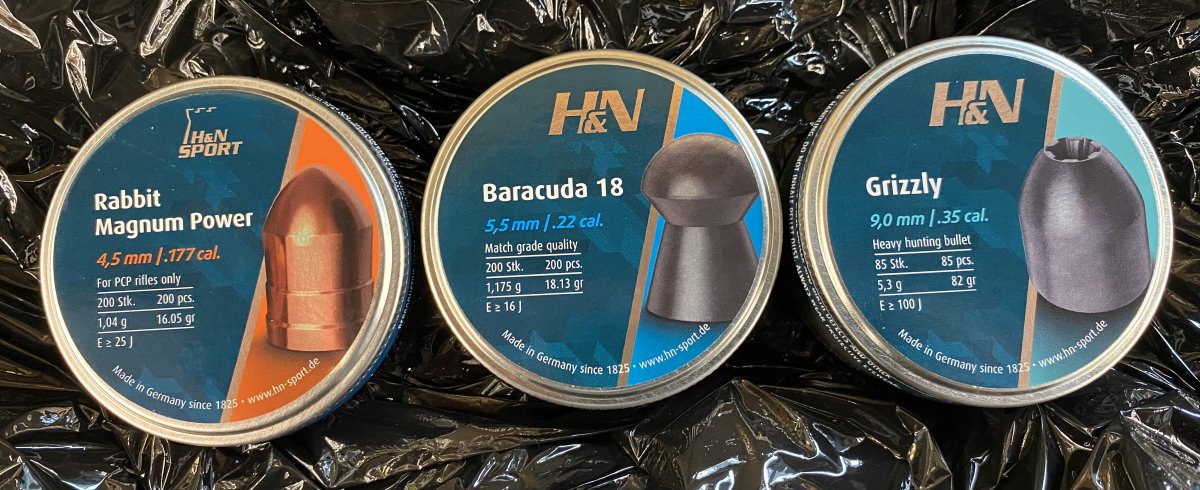 H&N
SPORT
Rabbit
Magnum Power
4,5 mm | .177 cal.
For PCP rifles only
200 Stk. 200 pcs.
1,04 g 16.05 gr
E ≥ 25 J
Made in Germany since 1825 • www.hn-sport.de
H&N
Baracuda 18
5,5 mm | .22 cal.
Match grade quality
200 Stk. 200 pcs.
1,175 g 18.13 gr
E ≥ 16 J
Made in Germany since 1825 • www.hn-sport.de
H&N
Grizzly
9,0 mm | .35 cal.
Heavy hunting bullet
85 Stk. 85 pcs.
5,3 g 82 gr
E ≥ 100 J
Made in Germany since 1825 • www.hn-sport.de
DO NOT INHALE